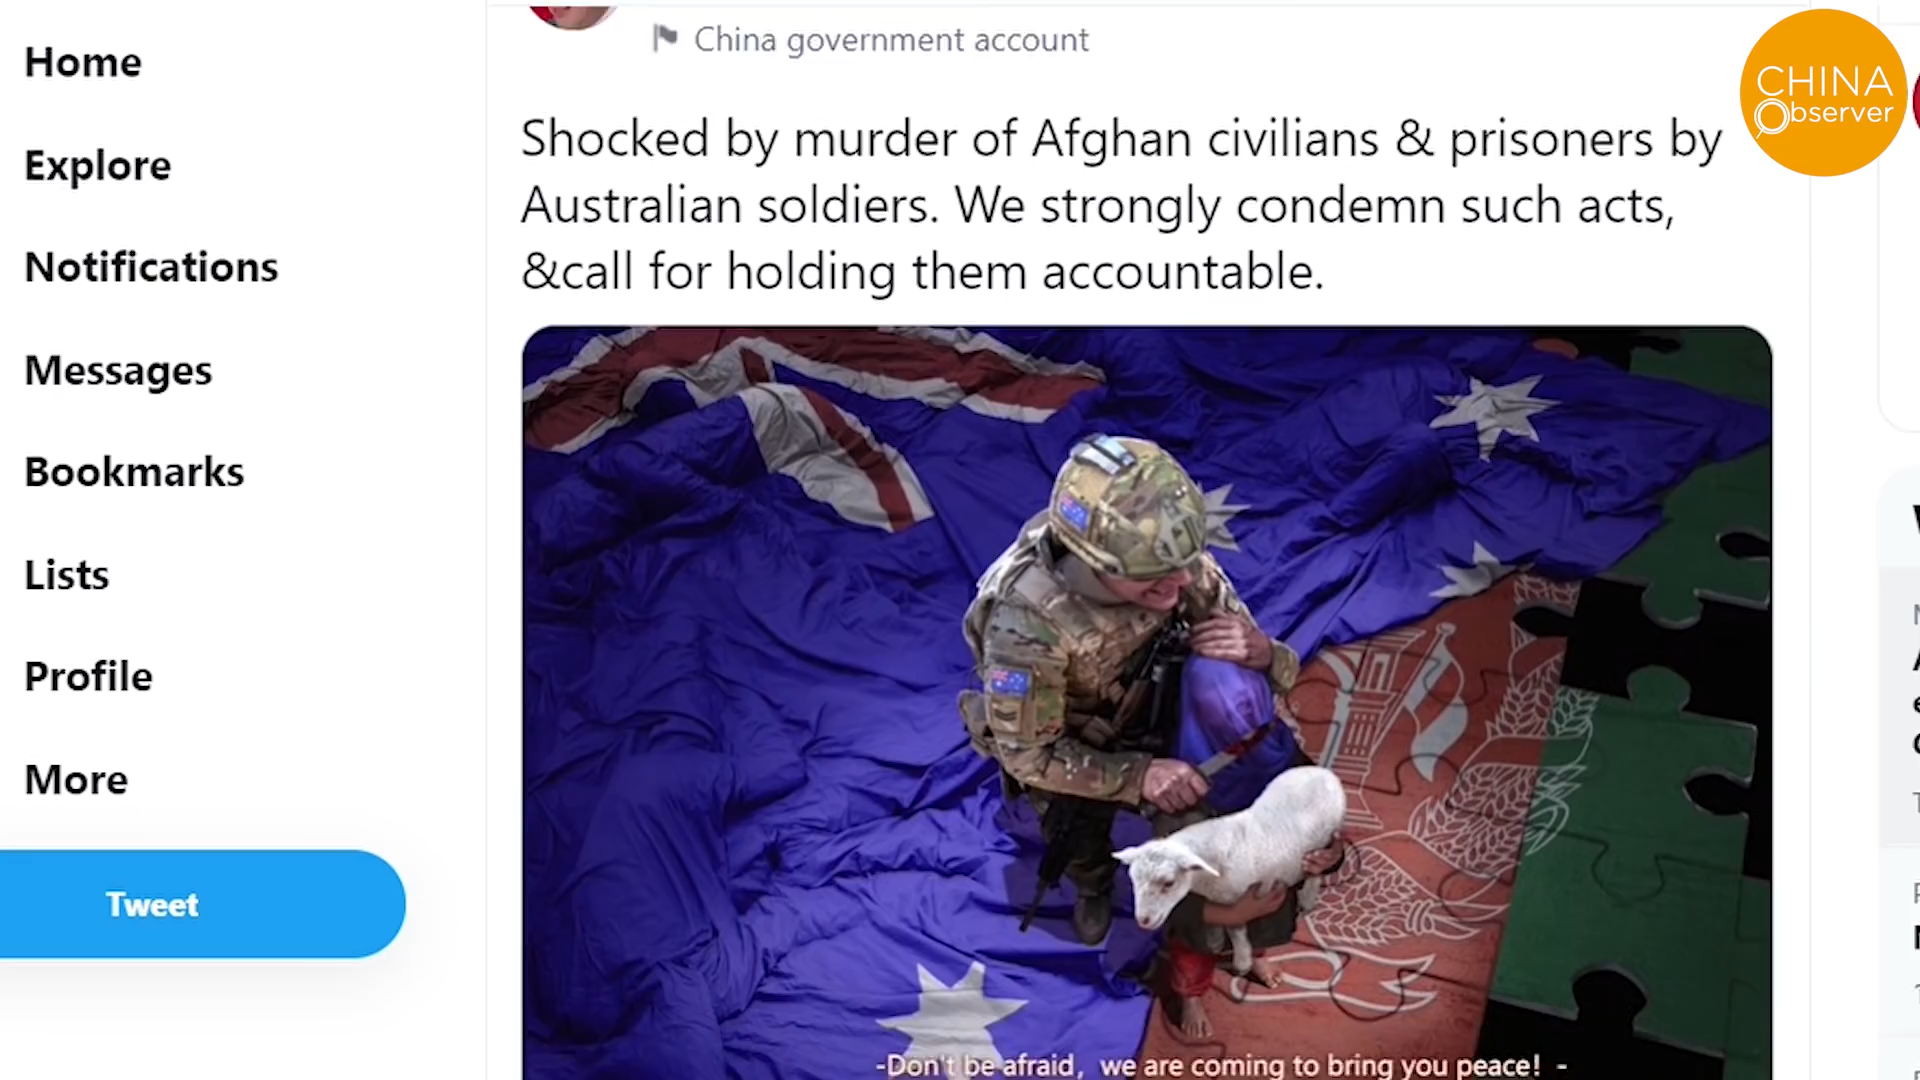 Home
Explore
Notifications
Messages
Bookmarks
Lists
Profile
More
Tweet
China government account
Shocked by murder of Afghan civilians & prisoners by
Australian soldiers. We strongly condemn such acts,
&call for holding them accountable.
-Don't be afraid, we are coming to bring you peace! -
CHINA
Observer